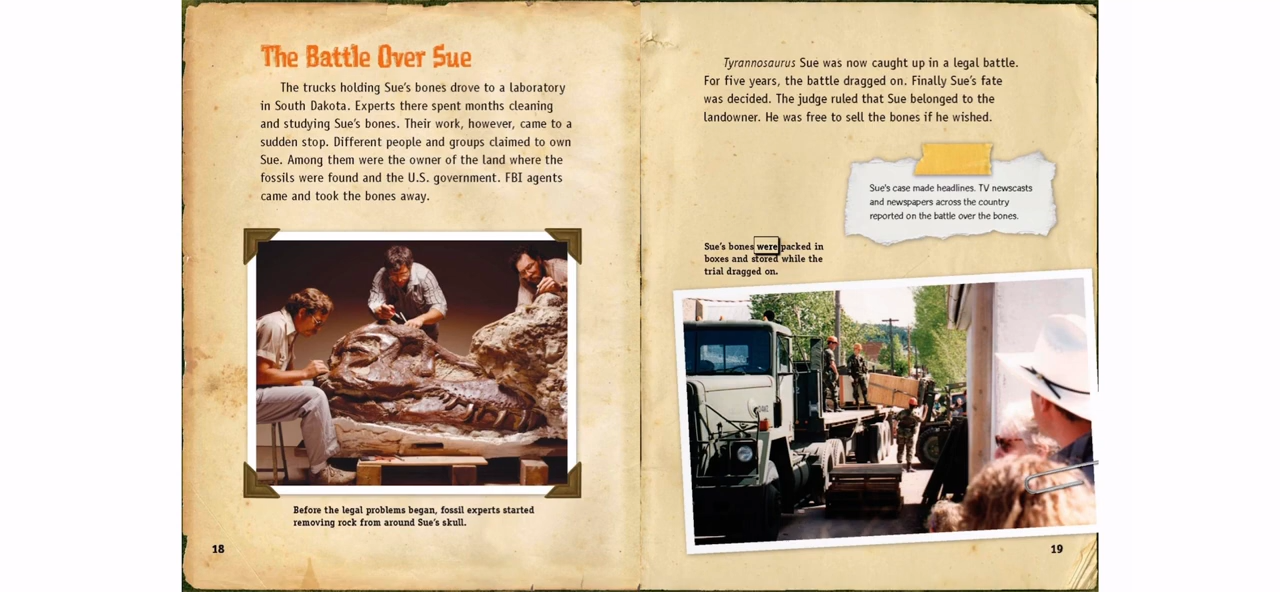 The Battle Over Sue
The trucks holding Sue's bones drove to a laboratory
in South Dakota. Experts there spent months cleaning
and studying Sue's bones. Their work, however, came to a
sudden stop. Different people and groups claimed to own
Sue. Among them were the owner of the land where the
fossils were found and the U.S. government. FBI agents
came and took the bones away.
Before the legal problems began, fossil experts started
removing rock from around Sue's skull.
18
Tyrannosaurus Sue was now caught up in a legal battle.
For five years, the battle dragged on. Finally Sue's fate
was decided. The judge ruled that Sue belonged to the
landowner. He was free to sell the bones if he wished.
Sue's case made headlines. TV newscasts
and newspapers across the country
reported on the battle over the bones.
Sue's bones were packed in
boxes and stored while the
trial dragged on.
19